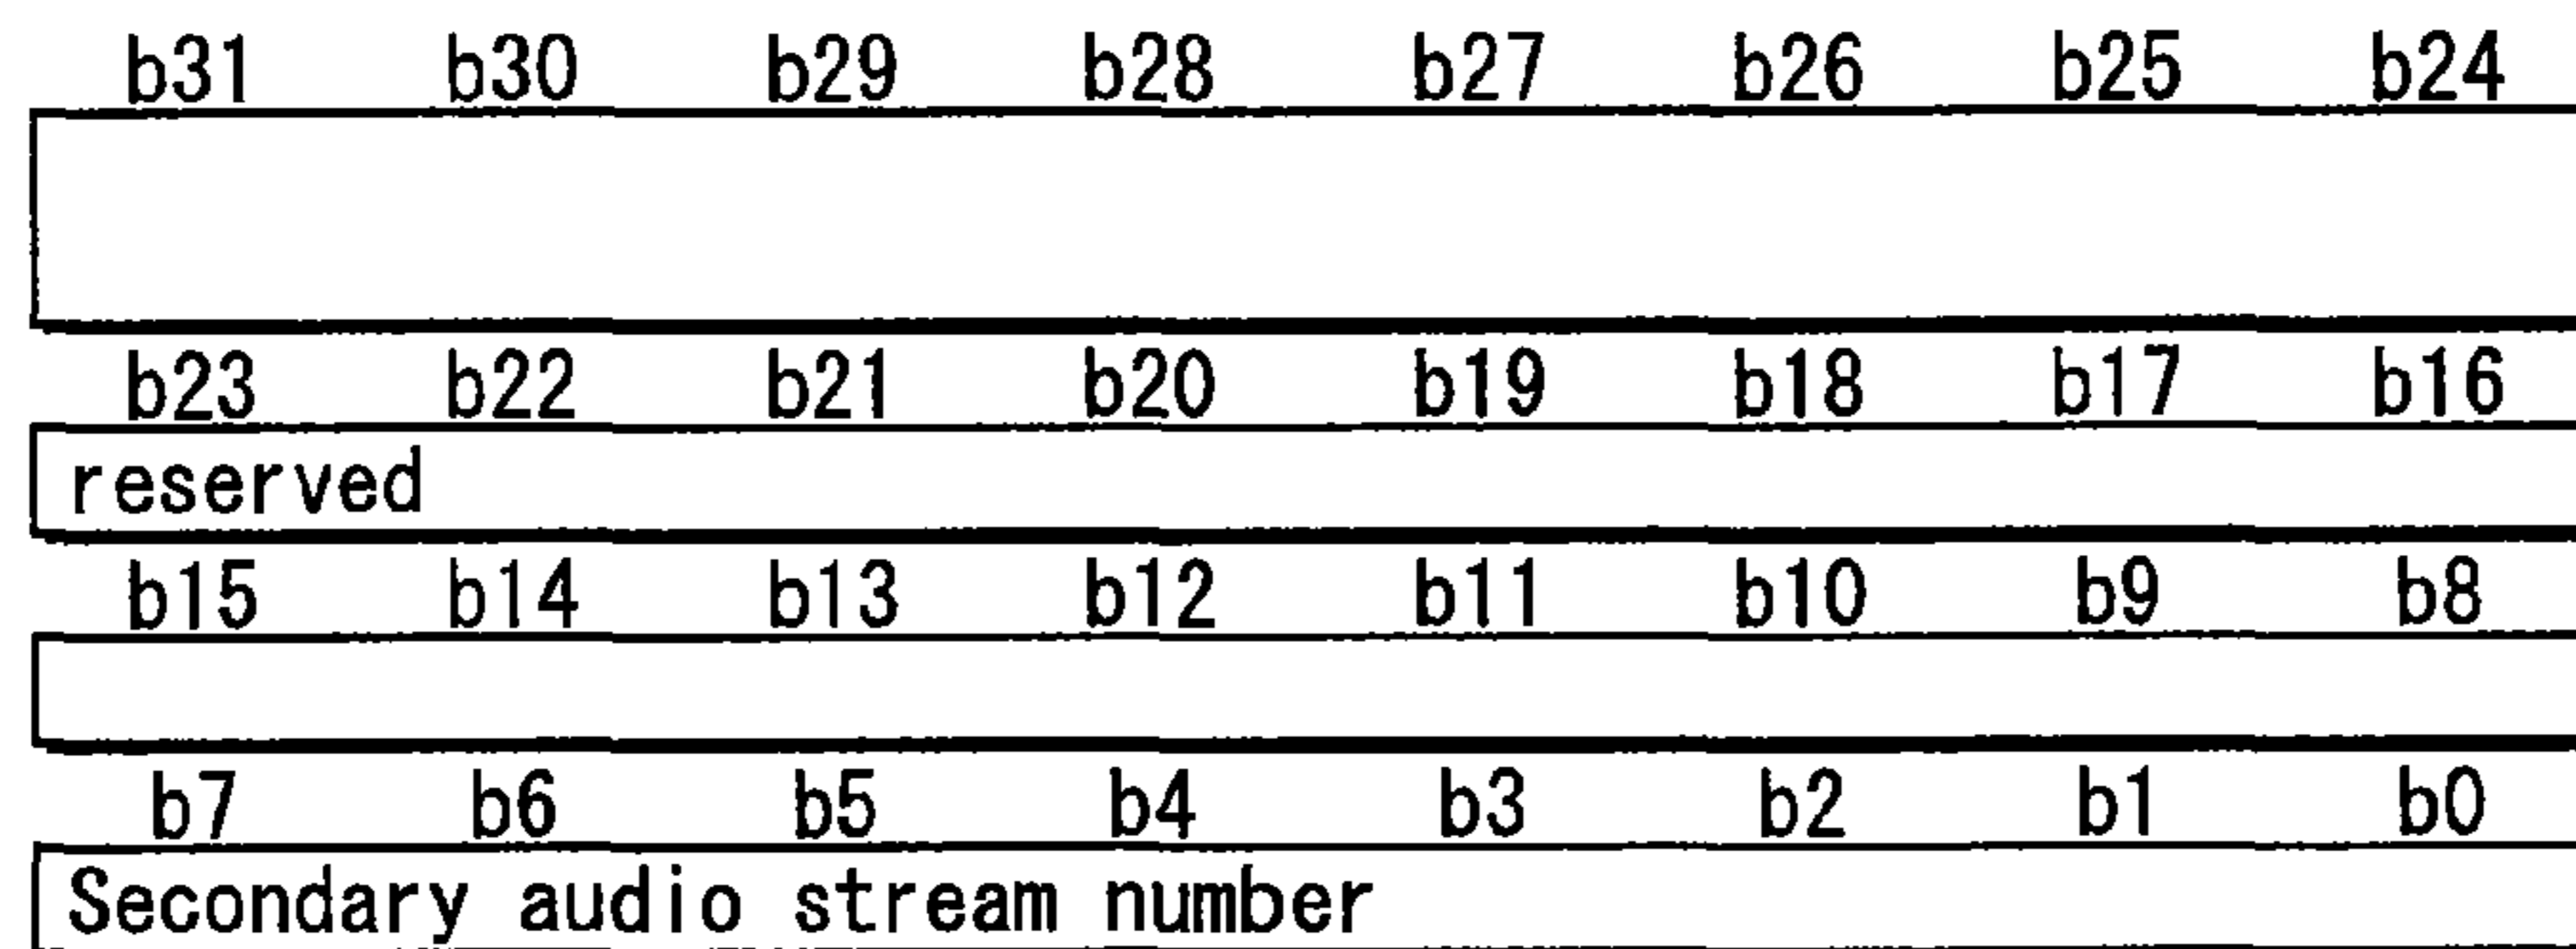 b31 b30 b29 b28 b27 b26 b25 b24
b23 b22 b21 b20 b19 b18 b17 b16
reserved
b15 b14 b13 b12 b11 b10 b9 b8
b7 b6 b5 b4 b3 b2 b1 b0
Secondary audio stream number